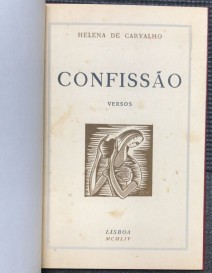 HELENA DE CARVALHO
CONFISSÃO
VERSOS
LISBOA
MCMLIV